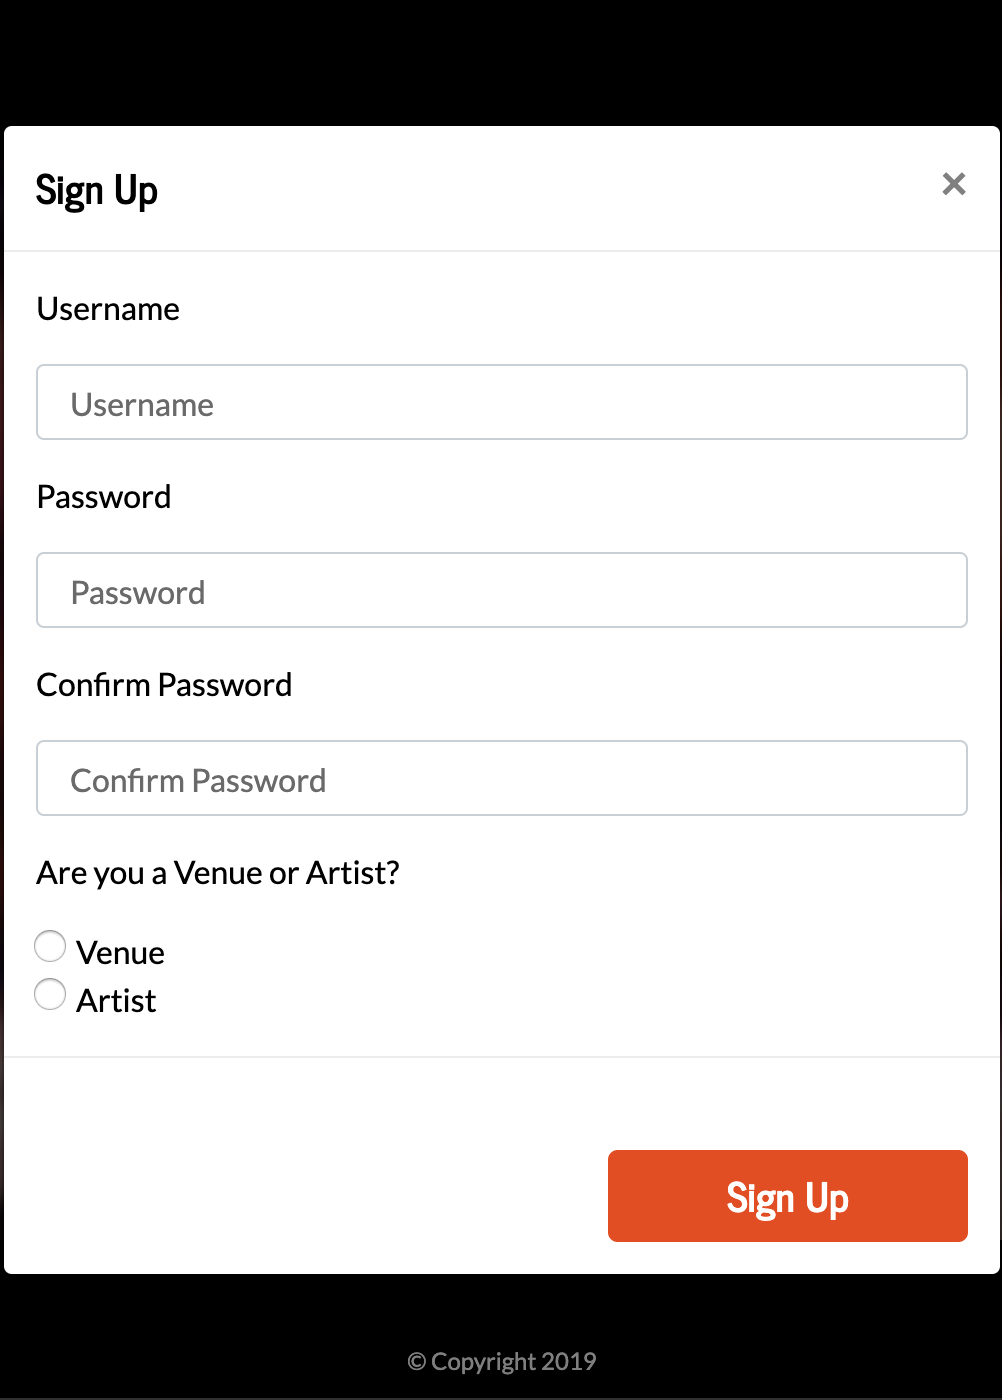 Sign Up
×
Username
Username
Password
Password
Confirm Password
Confirm Password
Are you a Venue or Artist?
Venue
Artist
Sign Up
© Copyright 2019